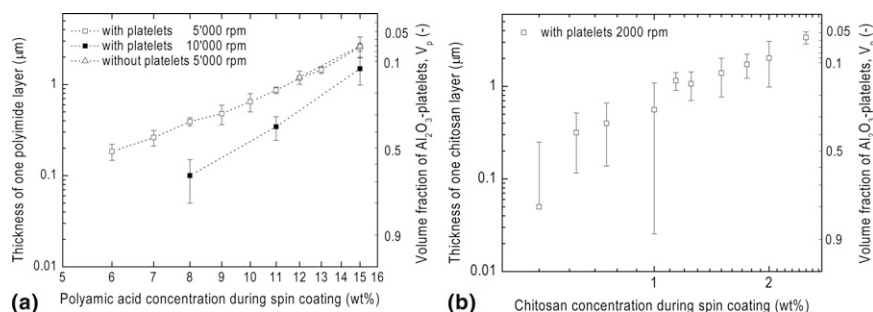 with platelets 5'000 rpm
with platelets 10'000 rpm
without platelets 5'000 rpm
Thickness of one polyimide layer (μm)
1
0.1
0.01
5 6 7 8 9 10 11 12 13 14 15 16
Polyamic acid concentration during spin coating (wt%)
0.05
0.1
0.5
0.9
Volume fraction of Al₂O₃-platelets, Vₚ (-)
(a)
with platelets 2000 rpm
Thickness of one chitosan layer (μm)
1
0.1
0.01
1 2
Chitosan concentration during spin coating (wt%)
0.05
0.1
0.5
0.9
Volume fraction of Al₂O₃-platelets, Vₚ (-)
(b)